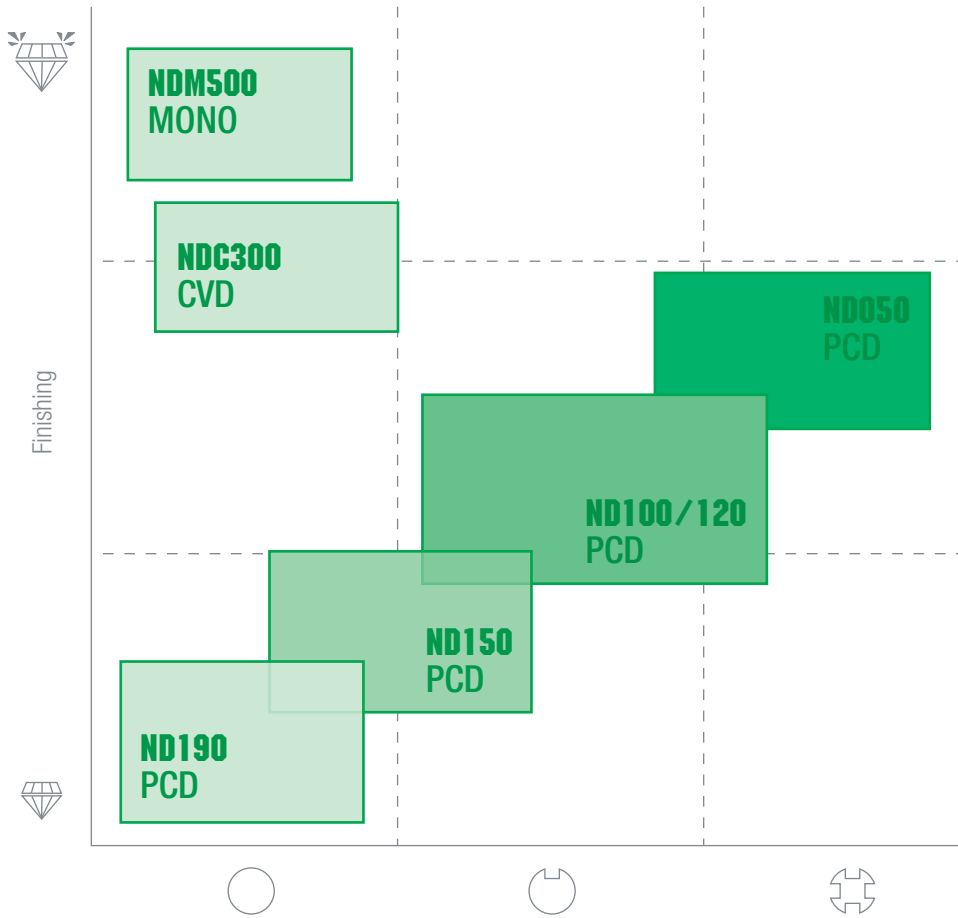 NDM500
MONO
NDC300
CVD
ND050
PCD
Finishing
ND100/120
PCD
ND150
PCD
ND190
PCD